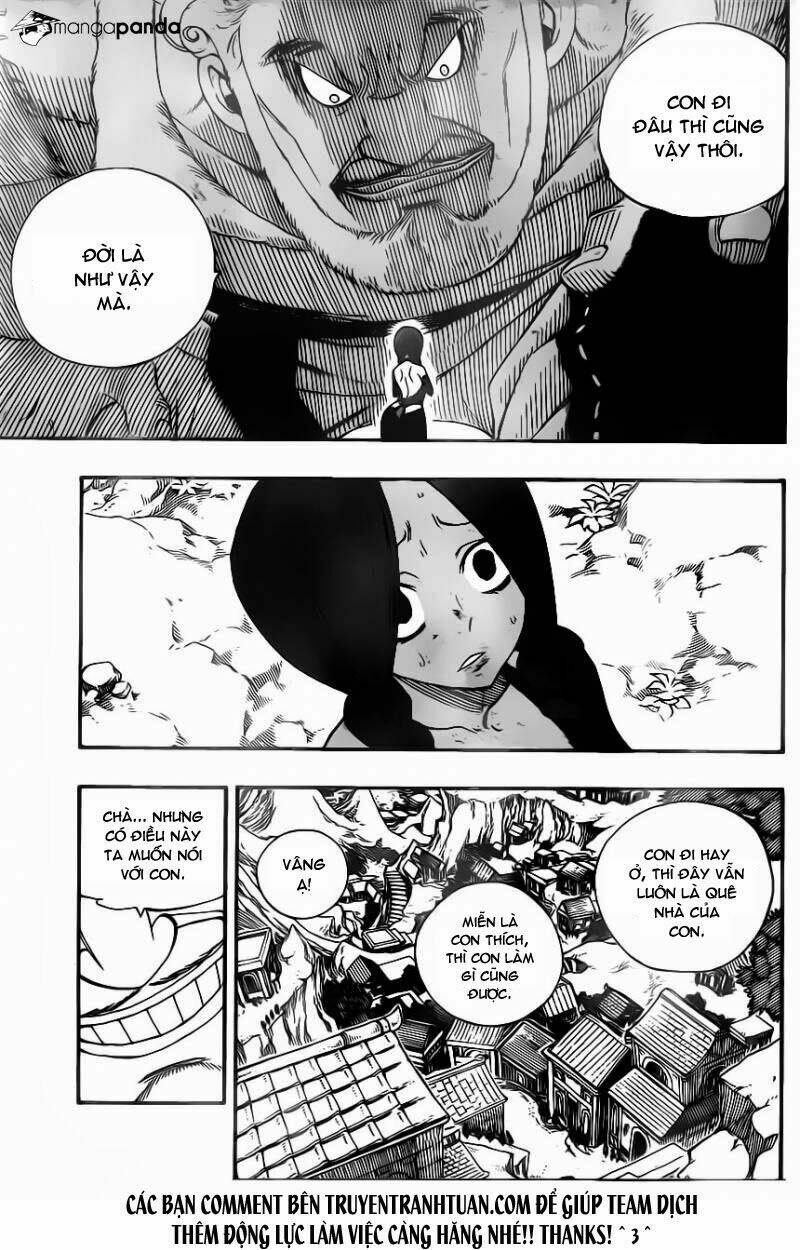 mangapanda
CON ĐI
ĐÂU THÌ CŨNG
VẬY THÔI.
ĐỜI LÀ
NHƯ VẬY
MÀ.
CON ĐI HAY
Ở, THÌ ĐÂY VẪN
LUÔN LÀ QUÊ
NHÀ CỦA
CON.
MIỄN LÀ
CON THÍCH,
THÌ CON LÀM
GÌ CŨNG
ĐƯỢC.
VÂNG
Ạ!
CHÀ... NHƯNG
CÓ ĐIỀU NÀY
TA MUỐN NÓI
VỚI CON.
CÁC BẠN COMMENT BÊN TRUYENTRANHTUAN.COM ĐỂ GIÚP TEAM DỊCH
THÊM ĐỘNG LỰC LÀM VIỆC CÀNG HĂNG NHÉ!! THANKS! ^ 3 ^